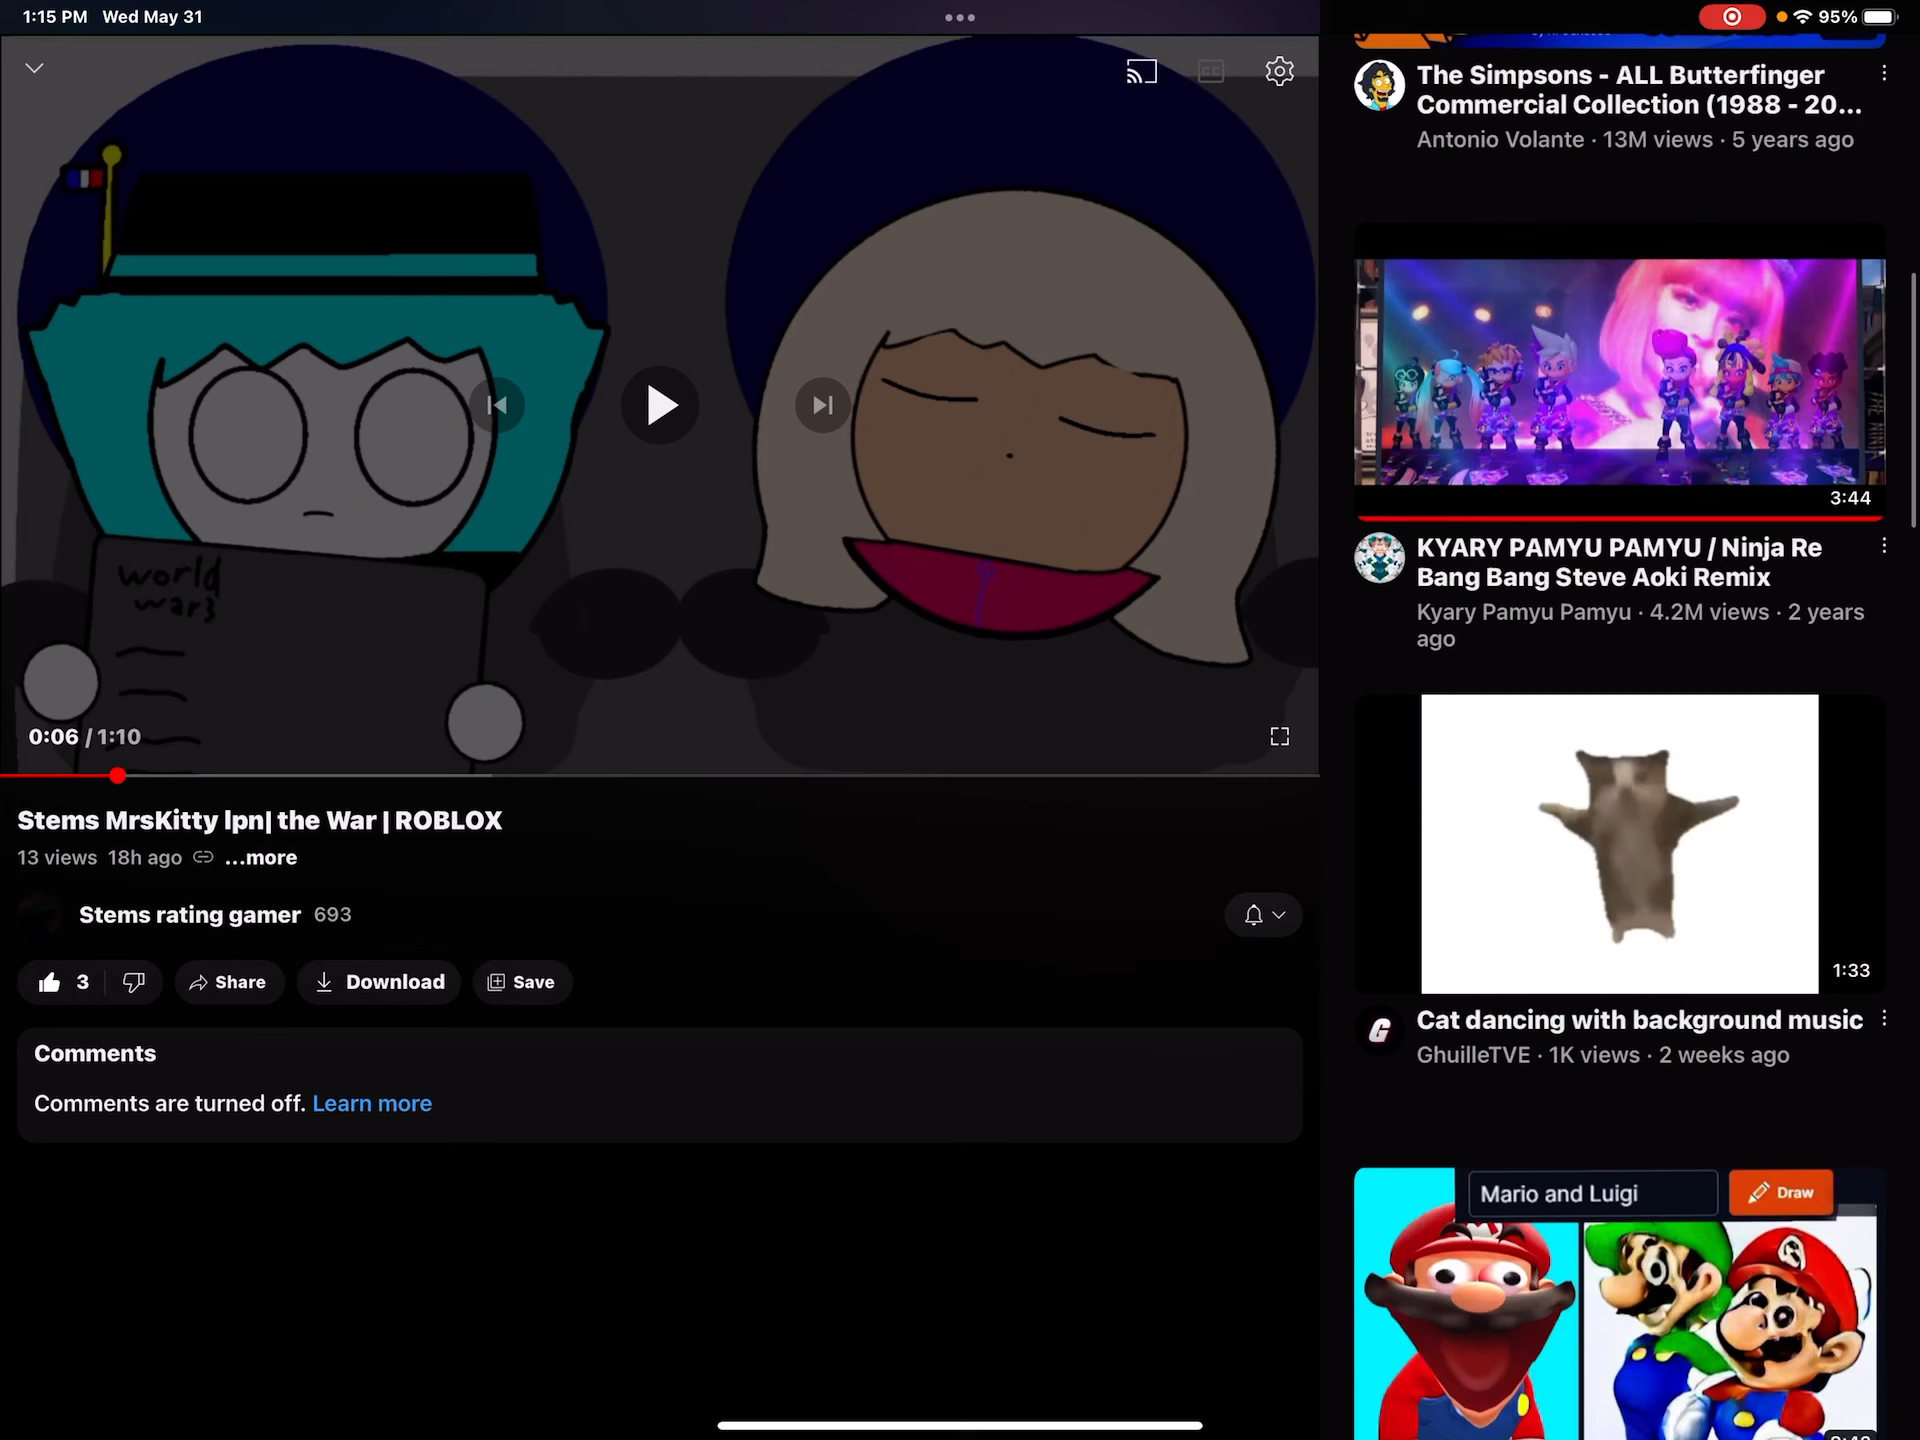 1:15 PM Wed May 31
95%
CC
world
war3
0:06 / 1:10
Stems MrsKitty lpn| the War | ROBLOX
13 views 18h ago ...more
Stems rating gamer 693
3
Share
Download
Save
Comments
Comments are turned off. Learn more
The Simpsons - ALL Butterfinger
Commercial Collection (1988 - 20...
Antonio Volante · 13M views · 5 years ago
3:44
KYARY PAMYU PAMYU / Ninja Re
Bang Bang Steve Aoki Remix
Kyary Pamyu Pamyu · 4.2M views · 2 years
ago
1:33
G
Cat dancing with background music
GhuilleTVE · 1K views · 2 weeks ago
Mario and Luigi
Draw